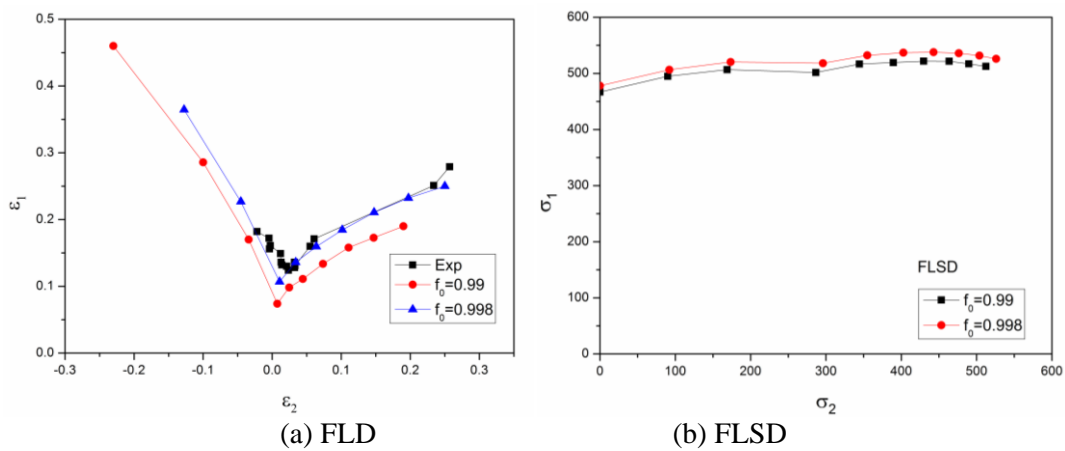 0.5
0.4
0.3
0.2
0.1
0.0
ε1
-0.3 -0.2 -0.1 0.0 0.1 0.2 0.3
ε2
Exp
f0=0.99
f0=0.998
(a) FLD
600
500
400
300
200
100
0
σ1
0 100 200 300 400 500 600
σ2
FLSD
f0=0.99
f0=0.998
(b) FLSD